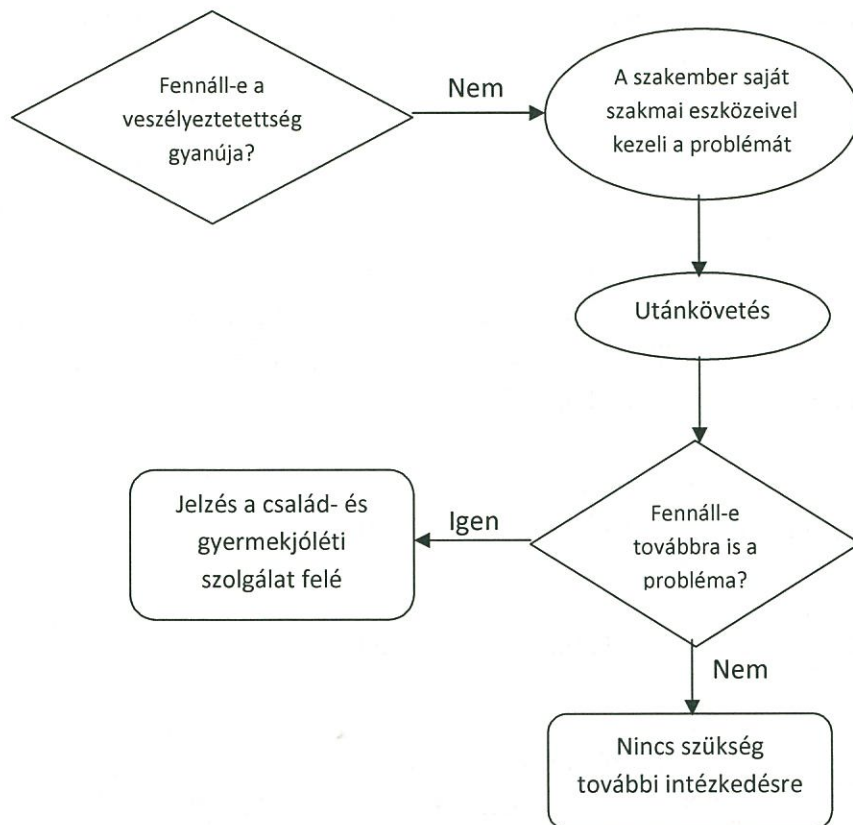 Fennáll-e a
veszélyeztetettség
gyanúja?
Nem
A szakember saját
szakmai eszközeivel
kezeli a problémát
Utánkövetés
Fennáll-e
továbbra is a
probléma?
Igen
Jelzés a család- és
gyermekjóléti
szolgálat felé
Nem
Nincs szükség
további intézkedésre